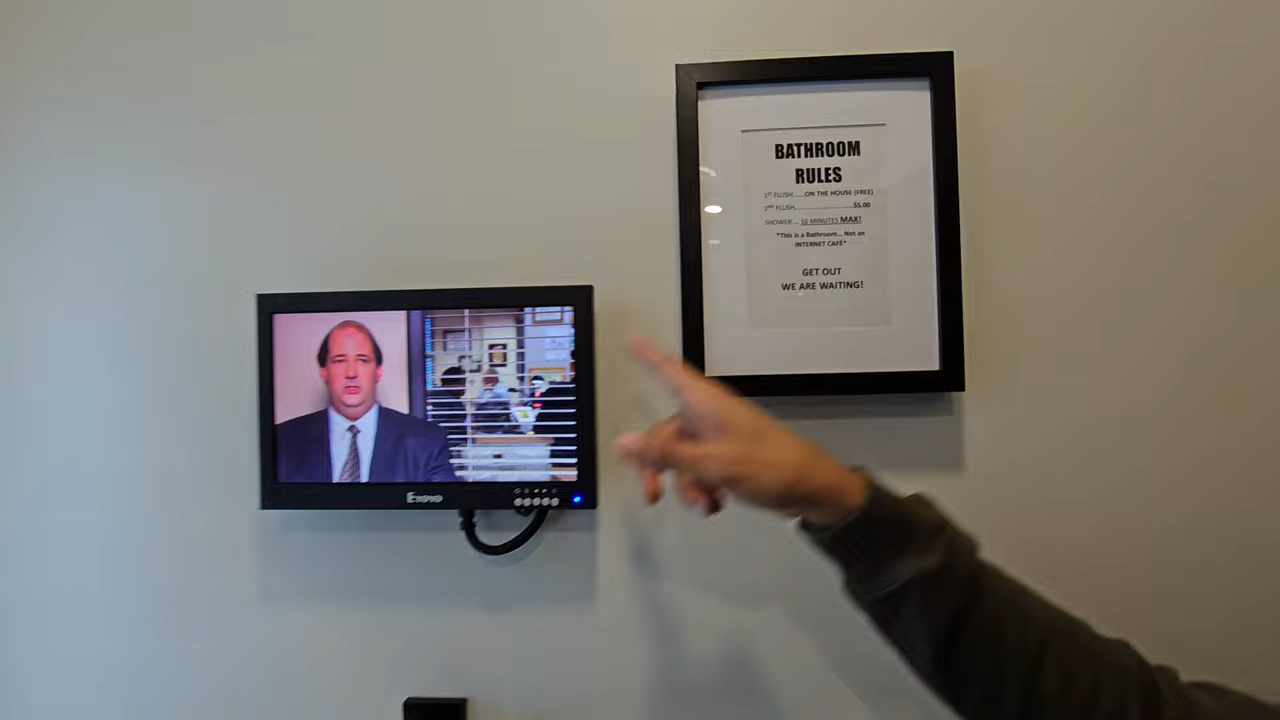 BATHROOM
RULES
1ST FLUSH......ON THE HOUSE (FREE)
2ND FLUSH........................$5.00
SHOWER.... 10 MINUTES MAX!
*This is a Bathroom... Not an
INTERNET CAFÉ*
GET OUT
WE ARE WAITING!
Eyoyo